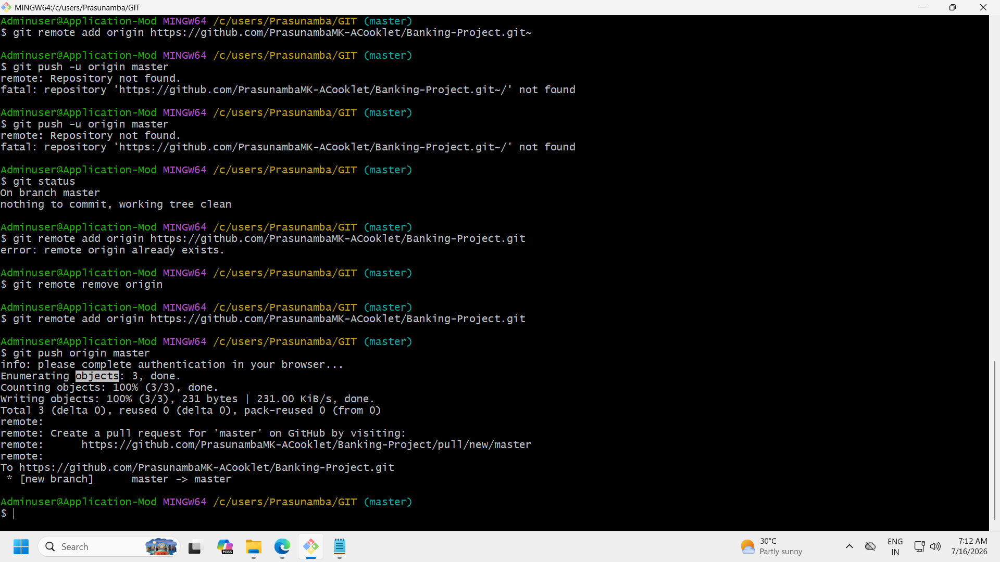 MINGW64:/c/users/Prasunamba/GIT
Adminuser@Application-Mod MINGW64 /c/users/Prasunamba/GIT (master)
$ git remote add origin https://github.com/PrasunambaMK-ACooklet/Banking-Project.git~
Adminuser@Application-Mod MINGW64 /c/users/Prasunamba/GIT (master)
$ git push -u origin master
remote: Repository not found.
fatal: repository 'https://github.com/PrasunambaMK-ACooklet/Banking-Project.git~/' not found
Adminuser@Application-Mod MINGW64 /c/users/Prasunamba/GIT (master)
$ git push -u origin master
remote: Repository not found.
fatal: repository 'https://github.com/PrasunambaMK-ACooklet/Banking-Project.git~/' not found
Adminuser@Application-Mod MINGW64 /c/users/Prasunamba/GIT (master)
$ git status
On branch master
nothing to commit, working tree clean
Adminuser@Application-Mod MINGW64 /c/users/Prasunamba/GIT (master)
$ git remote add origin https://github.com/PrasunambaMK-ACooklet/Banking-Project.git
error: remote origin already exists.
Adminuser@Application-Mod MINGW64 /c/users/Prasunamba/GIT (master)
$ git remote remove origin
Adminuser@Application-Mod MINGW64 /c/users/Prasunamba/GIT (master)
$ git remote add origin https://github.com/PrasunambaMK-ACooklet/Banking-Project.git
Adminuser@Application-Mod MINGW64 /c/users/Prasunamba/GIT (master)
$ git push origin master
info: please complete authentication in your browser...
Enumerating objects: 3, done.
Counting objects: 100% (3/3), done.
Writing objects: 100% (3/3), 231 bytes | 231.00 KiB/s, done.
Total 3 (delta 0), reused 0 (delta 0), pack-reused 0 (from 0)
remote:
remote: Create a pull request for 'master' on GitHub by visiting:
remote:      https://github.com/PrasunambaMK-ACooklet/Banking-Project/pull/new/master
remote:
To https://github.com/PrasunambaMK-ACooklet/Banking-Project.git
 * [new branch]      master -> master
Adminuser@Application-Mod MINGW64 /c/users/Prasunamba/GIT (master)
$
Search
M365
30°C
Partly sunny
ENG
IN
7:12 AM
7/16/2026